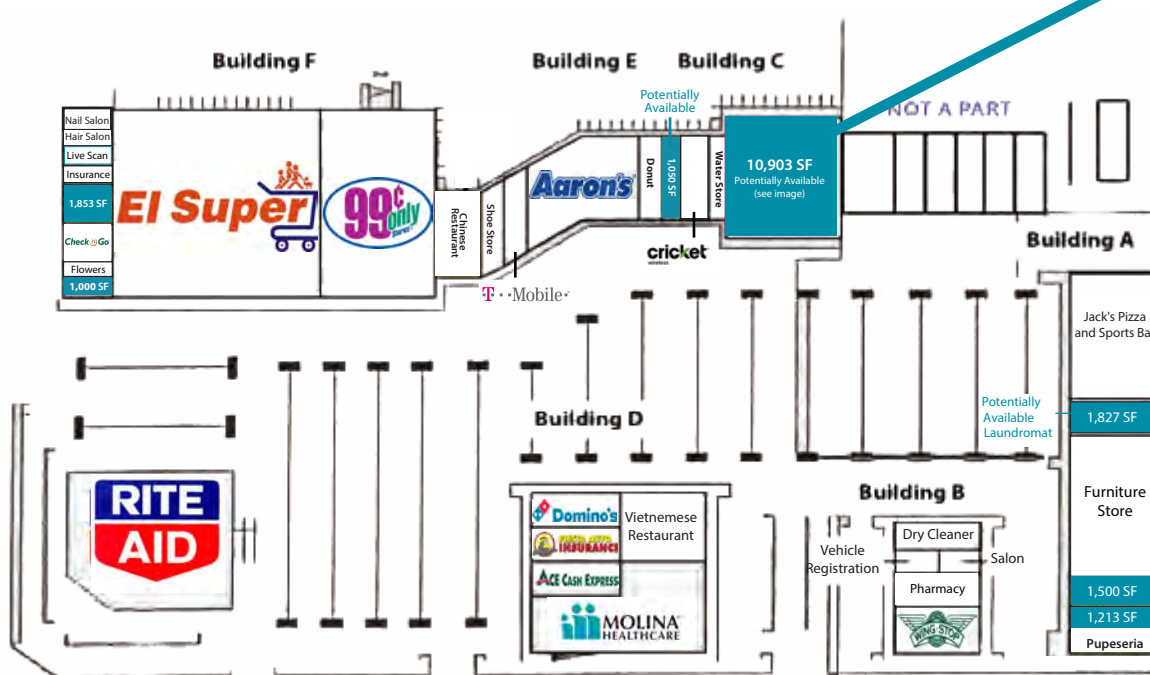 Building F
Building E
Building C
Potentially
Available
NOT A PART
Nail Salon
Hair Salon
Live Scan
Insurance
1,853 SF
Check Go
Flowers
1,000 SF
El Super
99¢
only
Chinese
Restaurant
Shoe Store
T··Mobile·
Aaron's
Donut
1,050 SF
cricket
wireless
Water Store
10,903 SF
Potentially Available
(see image)
Building A
Jack's Pizza
and Sports Ba
Potentially
Available
Laundromat
1,827 SF
Furniture
Store
1,500 SF
1,213 SF
Pupeseria
Building D
RITE
AID
Domino's
Vietnemese
Restaurant
FIESTA AUTO
INSURANCE
ACE CASH EXPRESS
MOLINA
HEALTHCARE
Building B
Dry Cleaner
Vehicle
Registration
Salon
Pharmacy
WING STOP